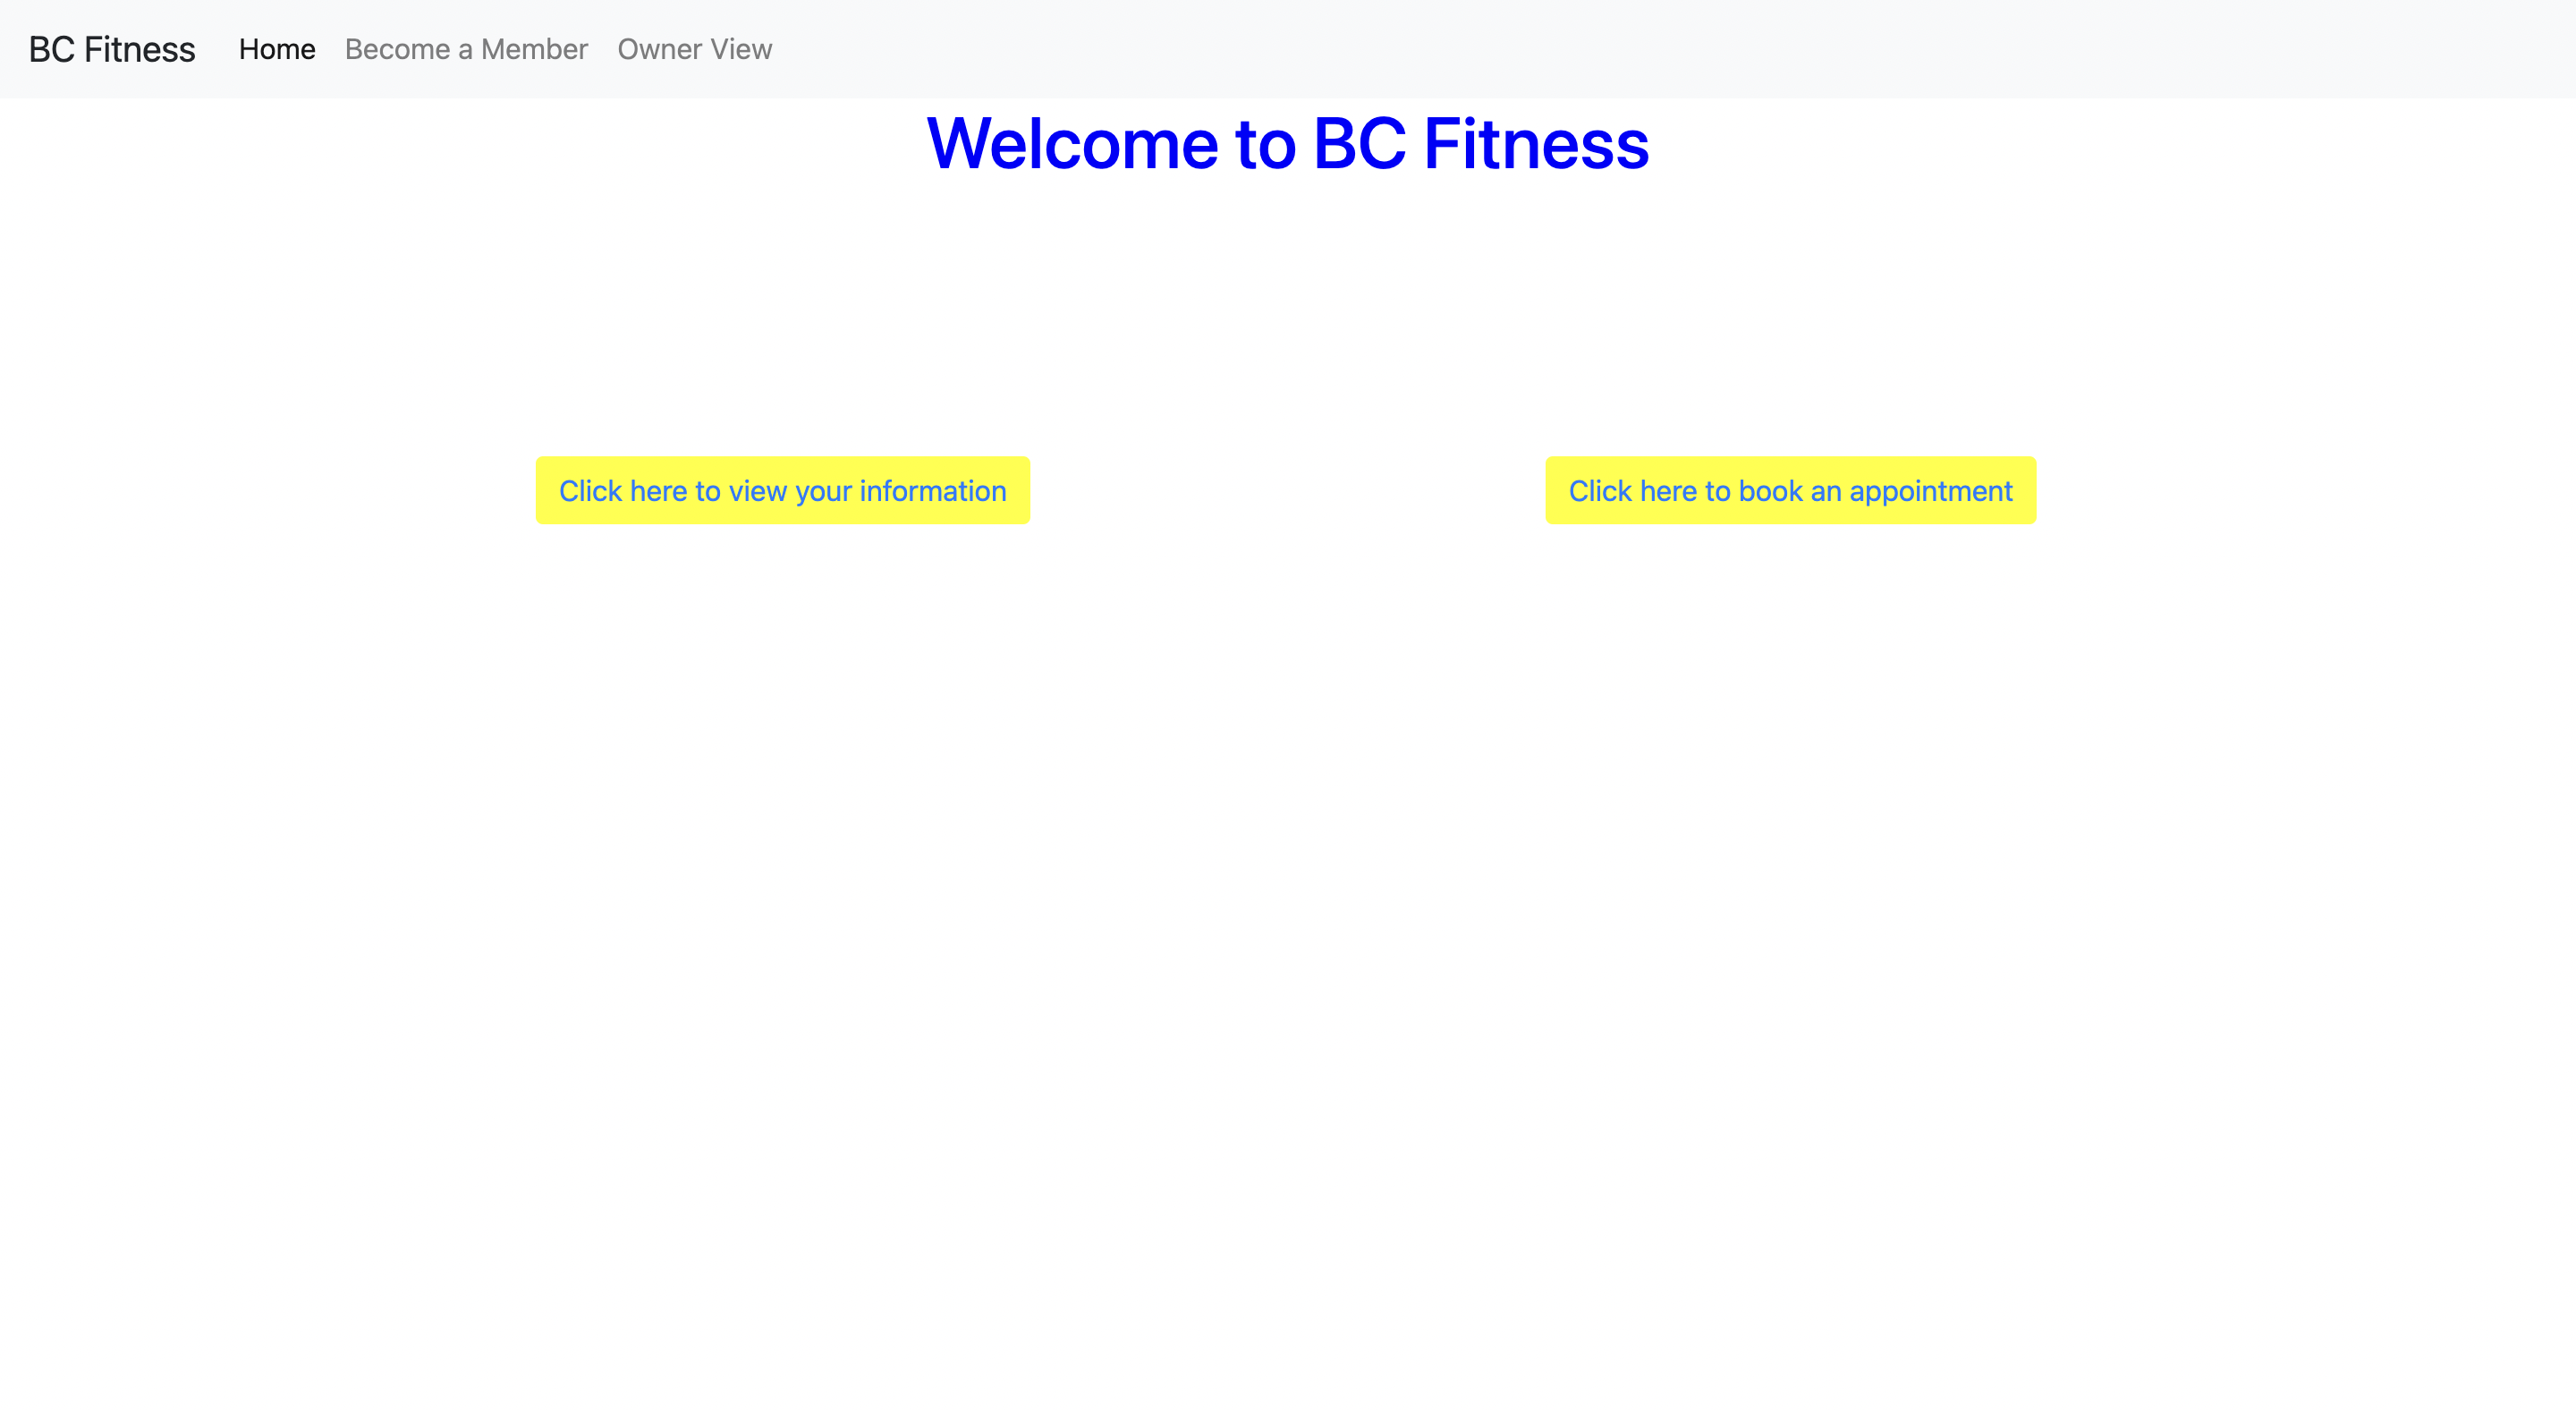 BC Fitness Home Become a Member Owner View
Welcome to BC Fitness
Click here to view your information Click here to book an appointment